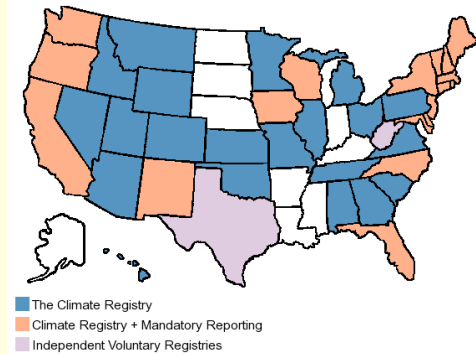 The Climate Registry
Climate Registry + Mandatory Reporting
Independent Voluntary Registries